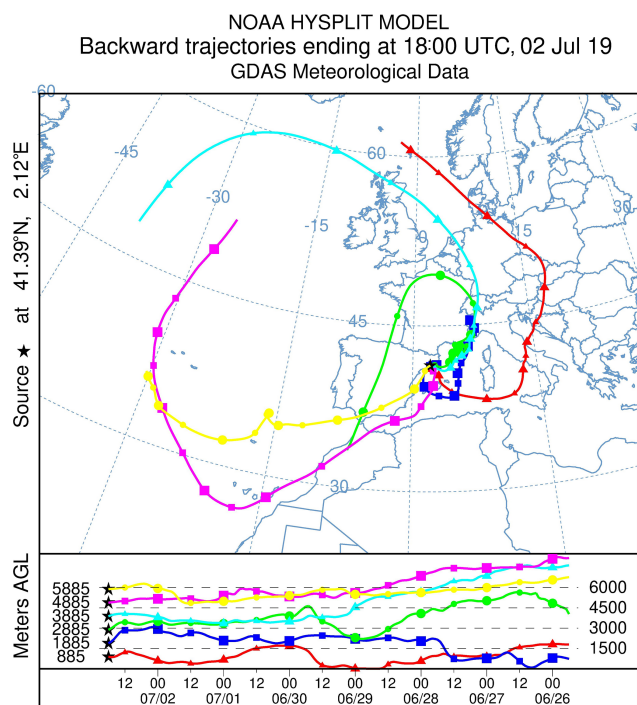 NOAA HYSPLIT MODEL
Backward trajectories ending at 18:00 UTC, 02 Jul 19
GDAS Meteorological Data
Source ★ at 41.39°N, 2.12°E
-60
-45
-30
-15
0
15
30
60
45
30
Meters AGL
5885
4885
3885
2885
1885
885
6000
4500
3000
1500
12 00 12 00 12 00 12 00 12 00 12 00 12 00
07/02 07/01 06/30 06/29 06/28 06/27 06/26